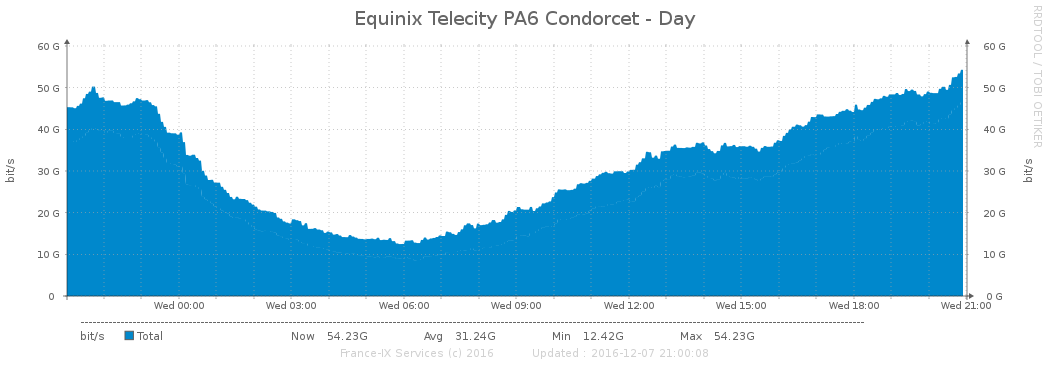 Equinix Telecity PA6 Condorcet - Day
RRDTOOL / TOBI OETIKER
60 G 60 G
50 G 50 G
40 G 40 G
30 G 30 G
20 G 20 G
10 G 10 G
0 0 G
bit/s bit/s
Wed 00:00 Wed 03:00 Wed 06:00 Wed 09:00 Wed 12:00 Wed 15:00 Wed 18:00 Wed 21:00
bit/s Total Now 54.23G Avg 31.24G Min 12.42G Max 54.23G
France-IX Services (c) 2016 Updated : 2016-12-07 21:00:08